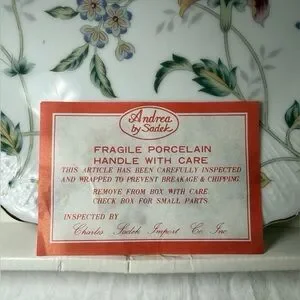 Andrea
by Sadek
FRAGILE PORCELAIN
HANDLE WITH CARE
THIS ARTICLE HAS BEEN CAREFULLY INSPECTED
AND WRAPPED TO PREVENT BREAKAGE & CHIPPING
REMOVE FROM BOX WITH CARE.
CHECK BOX FOR SMALL PARTS.
INSPECTED BY
Charles Sadek Import Co. Inc.